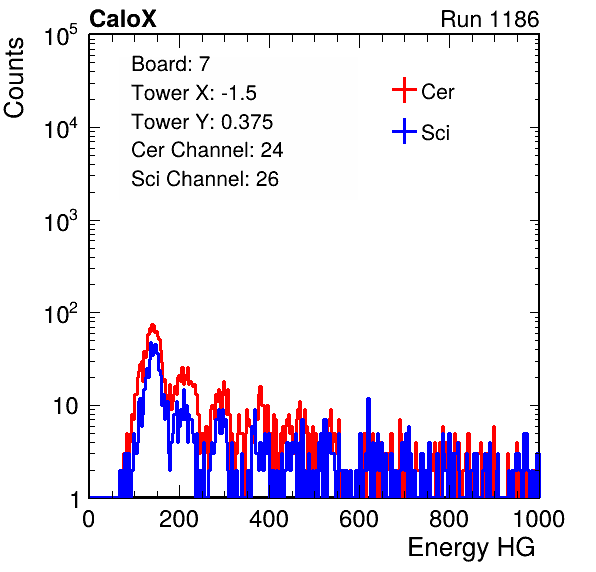 CaloX Run 1186
Counts
10^5
10^4
10^3
10^2
10
1
Board: 7
Tower X: -1.5
Tower Y: 0.375
Cer Channel: 24
Sci Channel: 26
Cer
Sci
0 200 400 600 800 1000
Energy HG